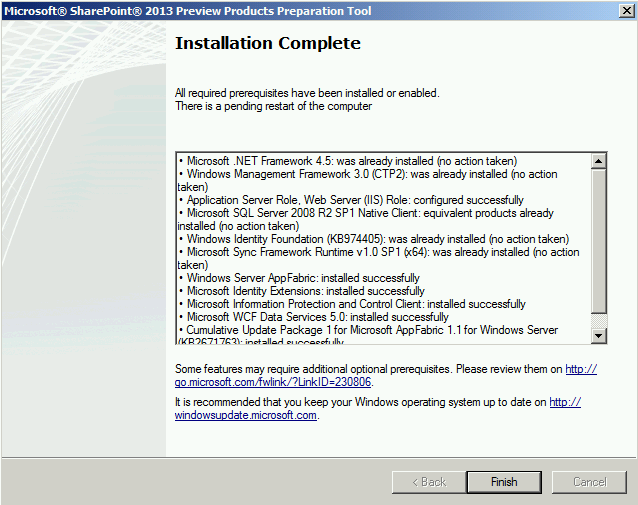 Microsoft® SharePoint® 2013 Preview Products Preparation Tool
Installation Complete
All required prerequisites have been installed or enabled.
There is a pending restart of the computer
• Microsoft .NET Framework 4.5: was already installed (no action taken)
• Windows Management Framework 3.0 (CTP2): was already installed (no action
taken)
• Application Server Role, Web Server (IIS) Role: configured successfully
• Microsoft SQL Server 2008 R2 SP1 Native Client: equivalent products already
installed (no action taken)
• Windows Identity Foundation (KB974405): was already installed (no action taken)
• Microsoft Sync Framework Runtime v1.0 SP1 (x64): was already installed (no action
taken)
• Windows Server AppFabric: installed successfully
• Microsoft Identity Extensions: installed successfully
• Microsoft Information Protection and Control Client: installed successfully
• Microsoft WCF Data Services 5.0: installed successfully
• Cumulative Update Package 1 for Microsoft AppFabric 1.1 for Windows Server
(KB2671763): installed successfully
Some features may require additional optional prerequisites. Please review them on http://
go.microsoft.com/fwlink/?LinkID=230806.
It is recommended that you keep your Windows operating system up to date on http://
windowsupdate.microsoft.com.
< Back
Finish
Cancel